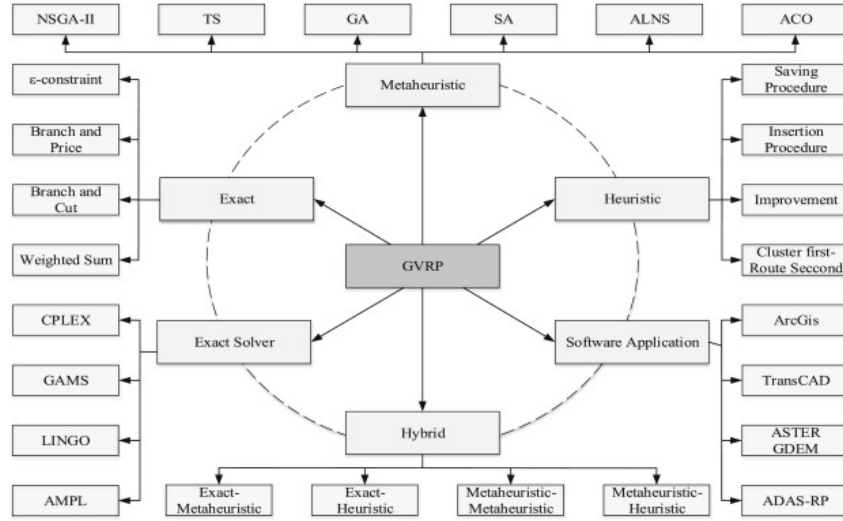 NSGA-II
TS
GA
SA
ALNS
ACO
Metaheuristic
ε-constraint
Branch and
Price
Branch and
Cut
Weighted Sum
Exact
Heuristic
Saving
Procedure
Insertion
Procedure
Improvement
Cluster first-
Route Seccond
GVRP
CPLEX
GAMS
LINGO
AMPL
Exact Solver
Software Application
ArcGis
TransCAD
ASTER
GDEM
ADAS-RP
Hybrid
Exact-
Metaheuristic
Exact-
Heuristic
Metaheuristic-
Metaheuristic
Metaheuristic-
Heuristic